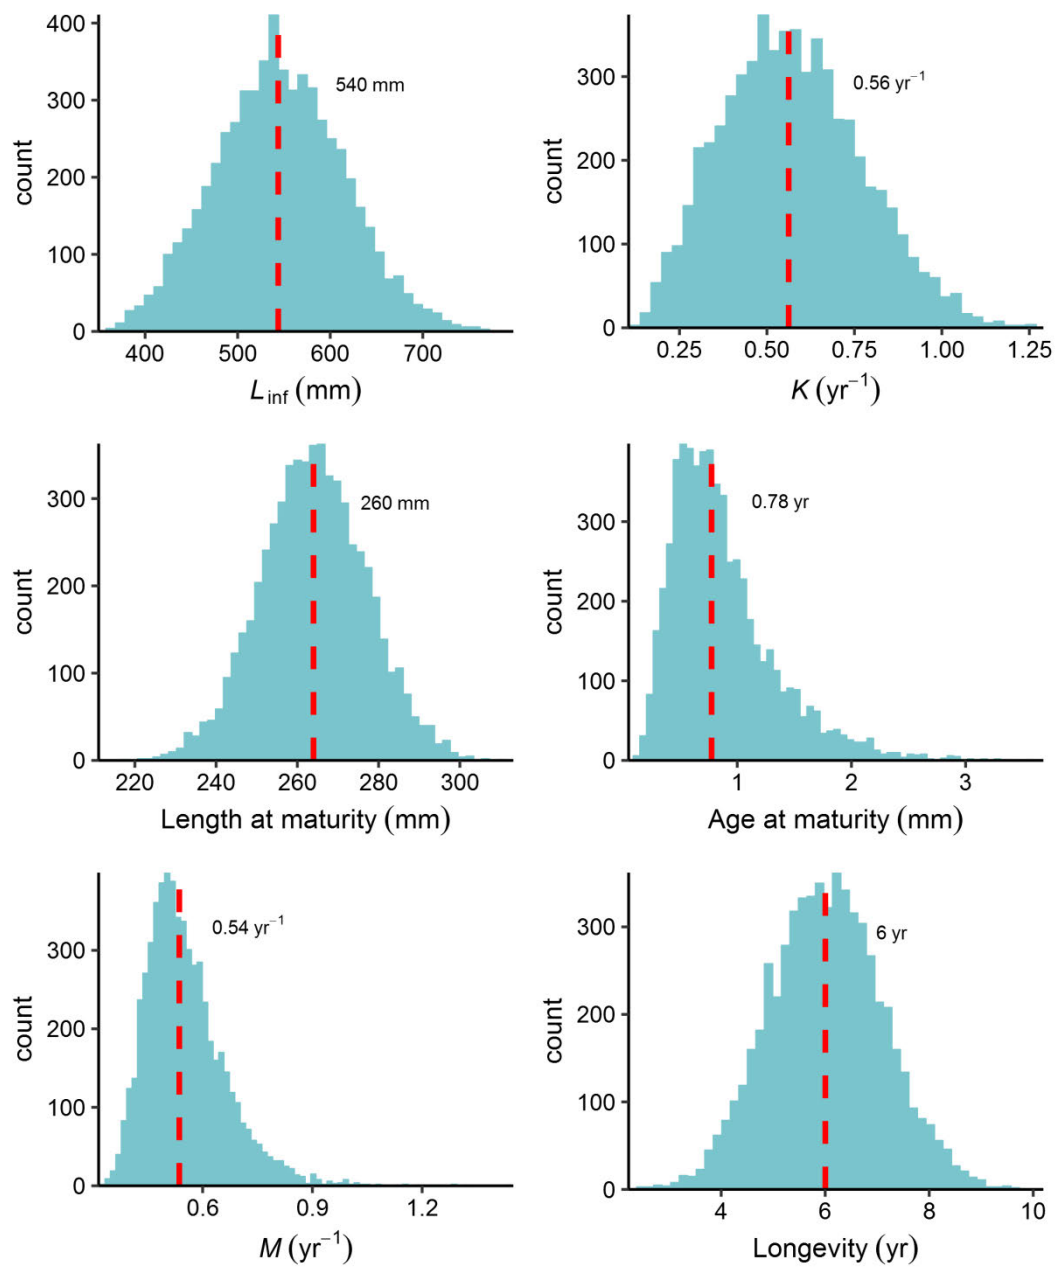 400
300
200
100
0
count
540 mm
400 500 600 700
L inf (mm)
300
200
100
0
count
0.56 yr⁻¹
0.25 0.50 0.75 1.00 1.25
K (yr⁻¹)
300
200
100
0
count
260 mm
220 240 260 280 300
Length at maturity (mm)
300
200
100
0
count
0.78 yr
1 2 3
Age at maturity (mm)
300
200
100
0
count
0.54 yr⁻¹
0.6 0.9 1.2
M (yr⁻¹)
300
200
100
0
count
6 yr
4 6 8 10
Longevity (yr)